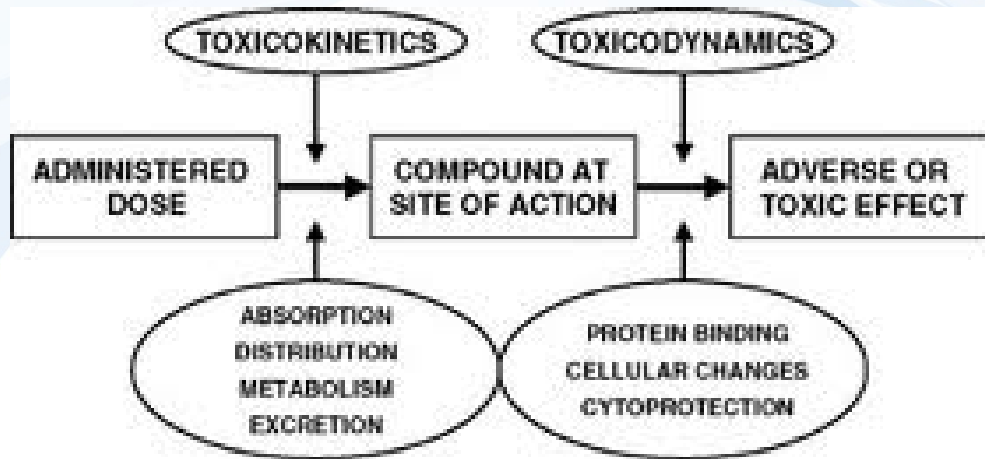 TOXICOKINETICS
TOXICODYNAMICS
ADMINISTERED
DOSE
COMPOUND AT
SITE OF ACTION
ADVERSE OR
TOXIC EFFECT
ABSORPTION
DISTRIBUTION
METABOLISM
EXCRETION
PROTEIN BINDING
CELLULAR CHANGES
CYTOPROTECTION